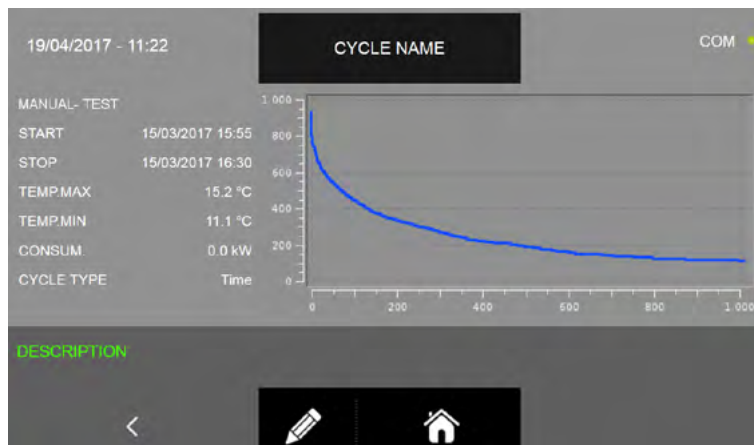 19/04/2017 - 11:22
CYCLE NAME
COM
MANUAL- TEST
START 15/03/2017 15:55
STOP 15/03/2017 16:30
TEMP.MAX 15.2 °C
TEMP.MIN 11.1 °C
CONSUM. 0.0 kW
CYCLE TYPE Time
1 000
800
600
400
200
0
0 200 400 600 800 1 000
DESCRIPTION